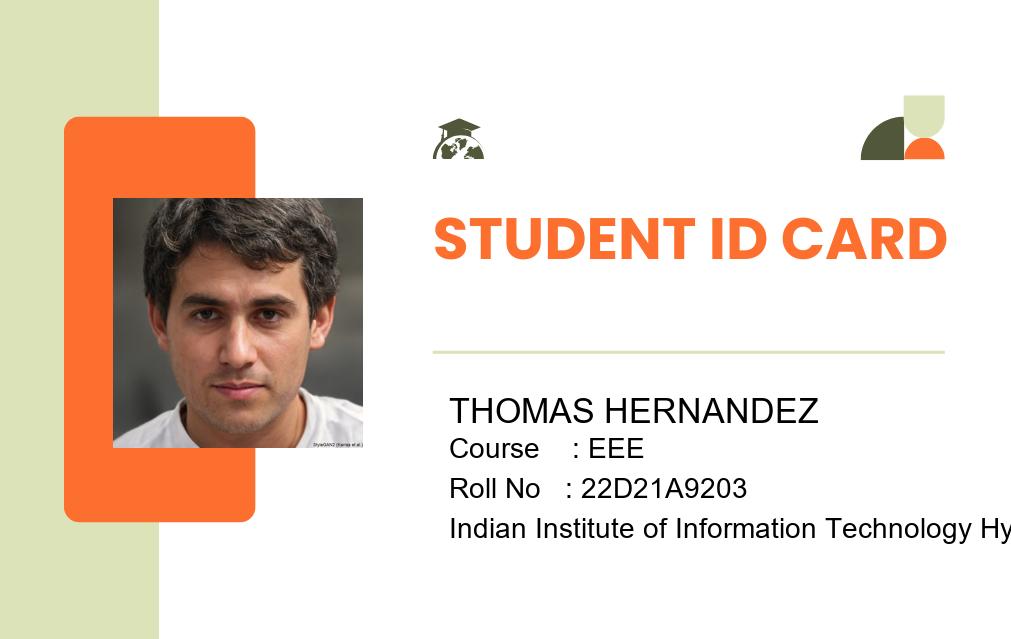 STUDENT ID CARD
StyleGAN2 (Karras et al.)
THOMAS HERNANDEZ
Course : EEE
Roll No : 22D21A9203
Indian Institute of Information Technology Hy